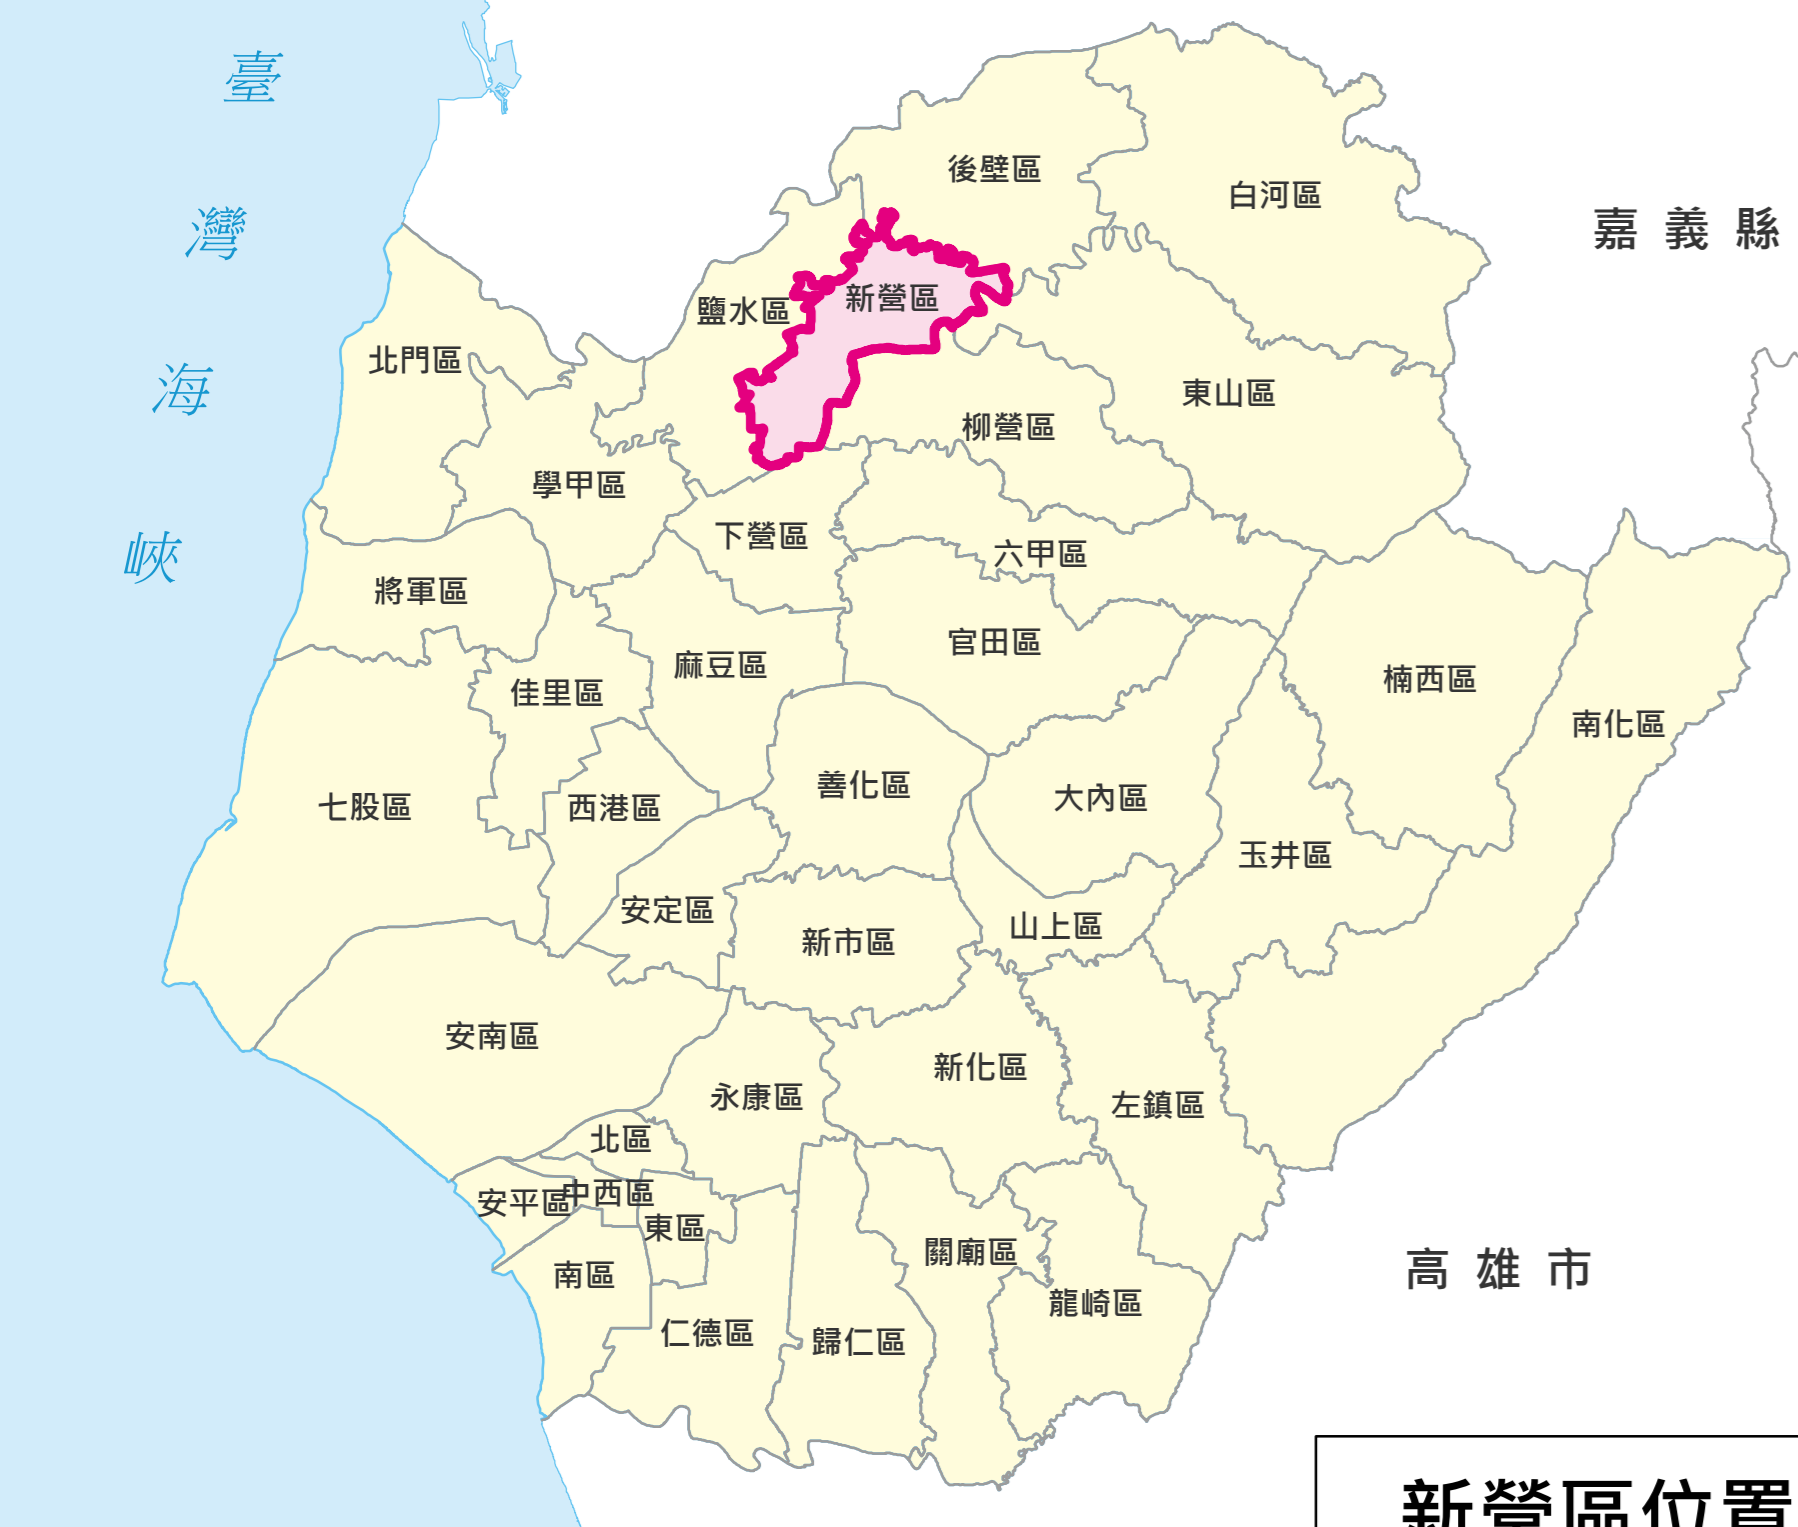 臺灣海峽
後壁區
白河區
嘉義縣
新營區
鹽水區
北門區
東山區
柳營區
學甲區
下營區
六甲區
將軍區
官田區
麻豆區
楠西區
佳里區
南化區
善化區
大內區
七股區
西港區
玉井區
安定區
山上區
新市區
安南區
新化區
永康區
左鎮區
北區
中西區
安平區
東區
關廟區
高雄市
南區
龍崎區
仁德區
歸仁區
新營區位置